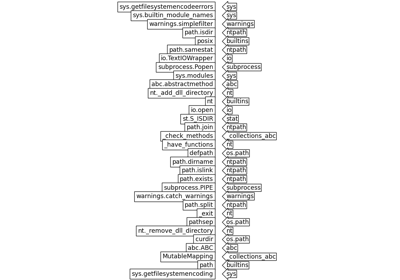 sys.getfilesystemencodeerrors sys
sys.builtin_module_names sys
warnings.simplefilter warnings
path.isdir ntpath
posix builtins
path.samestat ntpath
io.TextIOWrapper io
subprocess.Popen subprocess
sys.modules sys
abc.abstractmethod abc
nt._add_dll_directory nt
nt builtins
io.open io
st.S_ISDIR stat
path.join ntpath
_check_methods _collections_abc
_have_functions nt
defpath os.path
path.dirname ntpath
path.islink ntpath
path.exists ntpath
subprocess.PIPE subprocess
warnings.catch_warnings warnings
path.split ntpath
_exit nt
pathsep os.path
nt._remove_dll_directory nt
curdir os.path
abc.ABC abc
MutableMapping _collections_abc
path builtins
sys.getfilesystemencoding sys